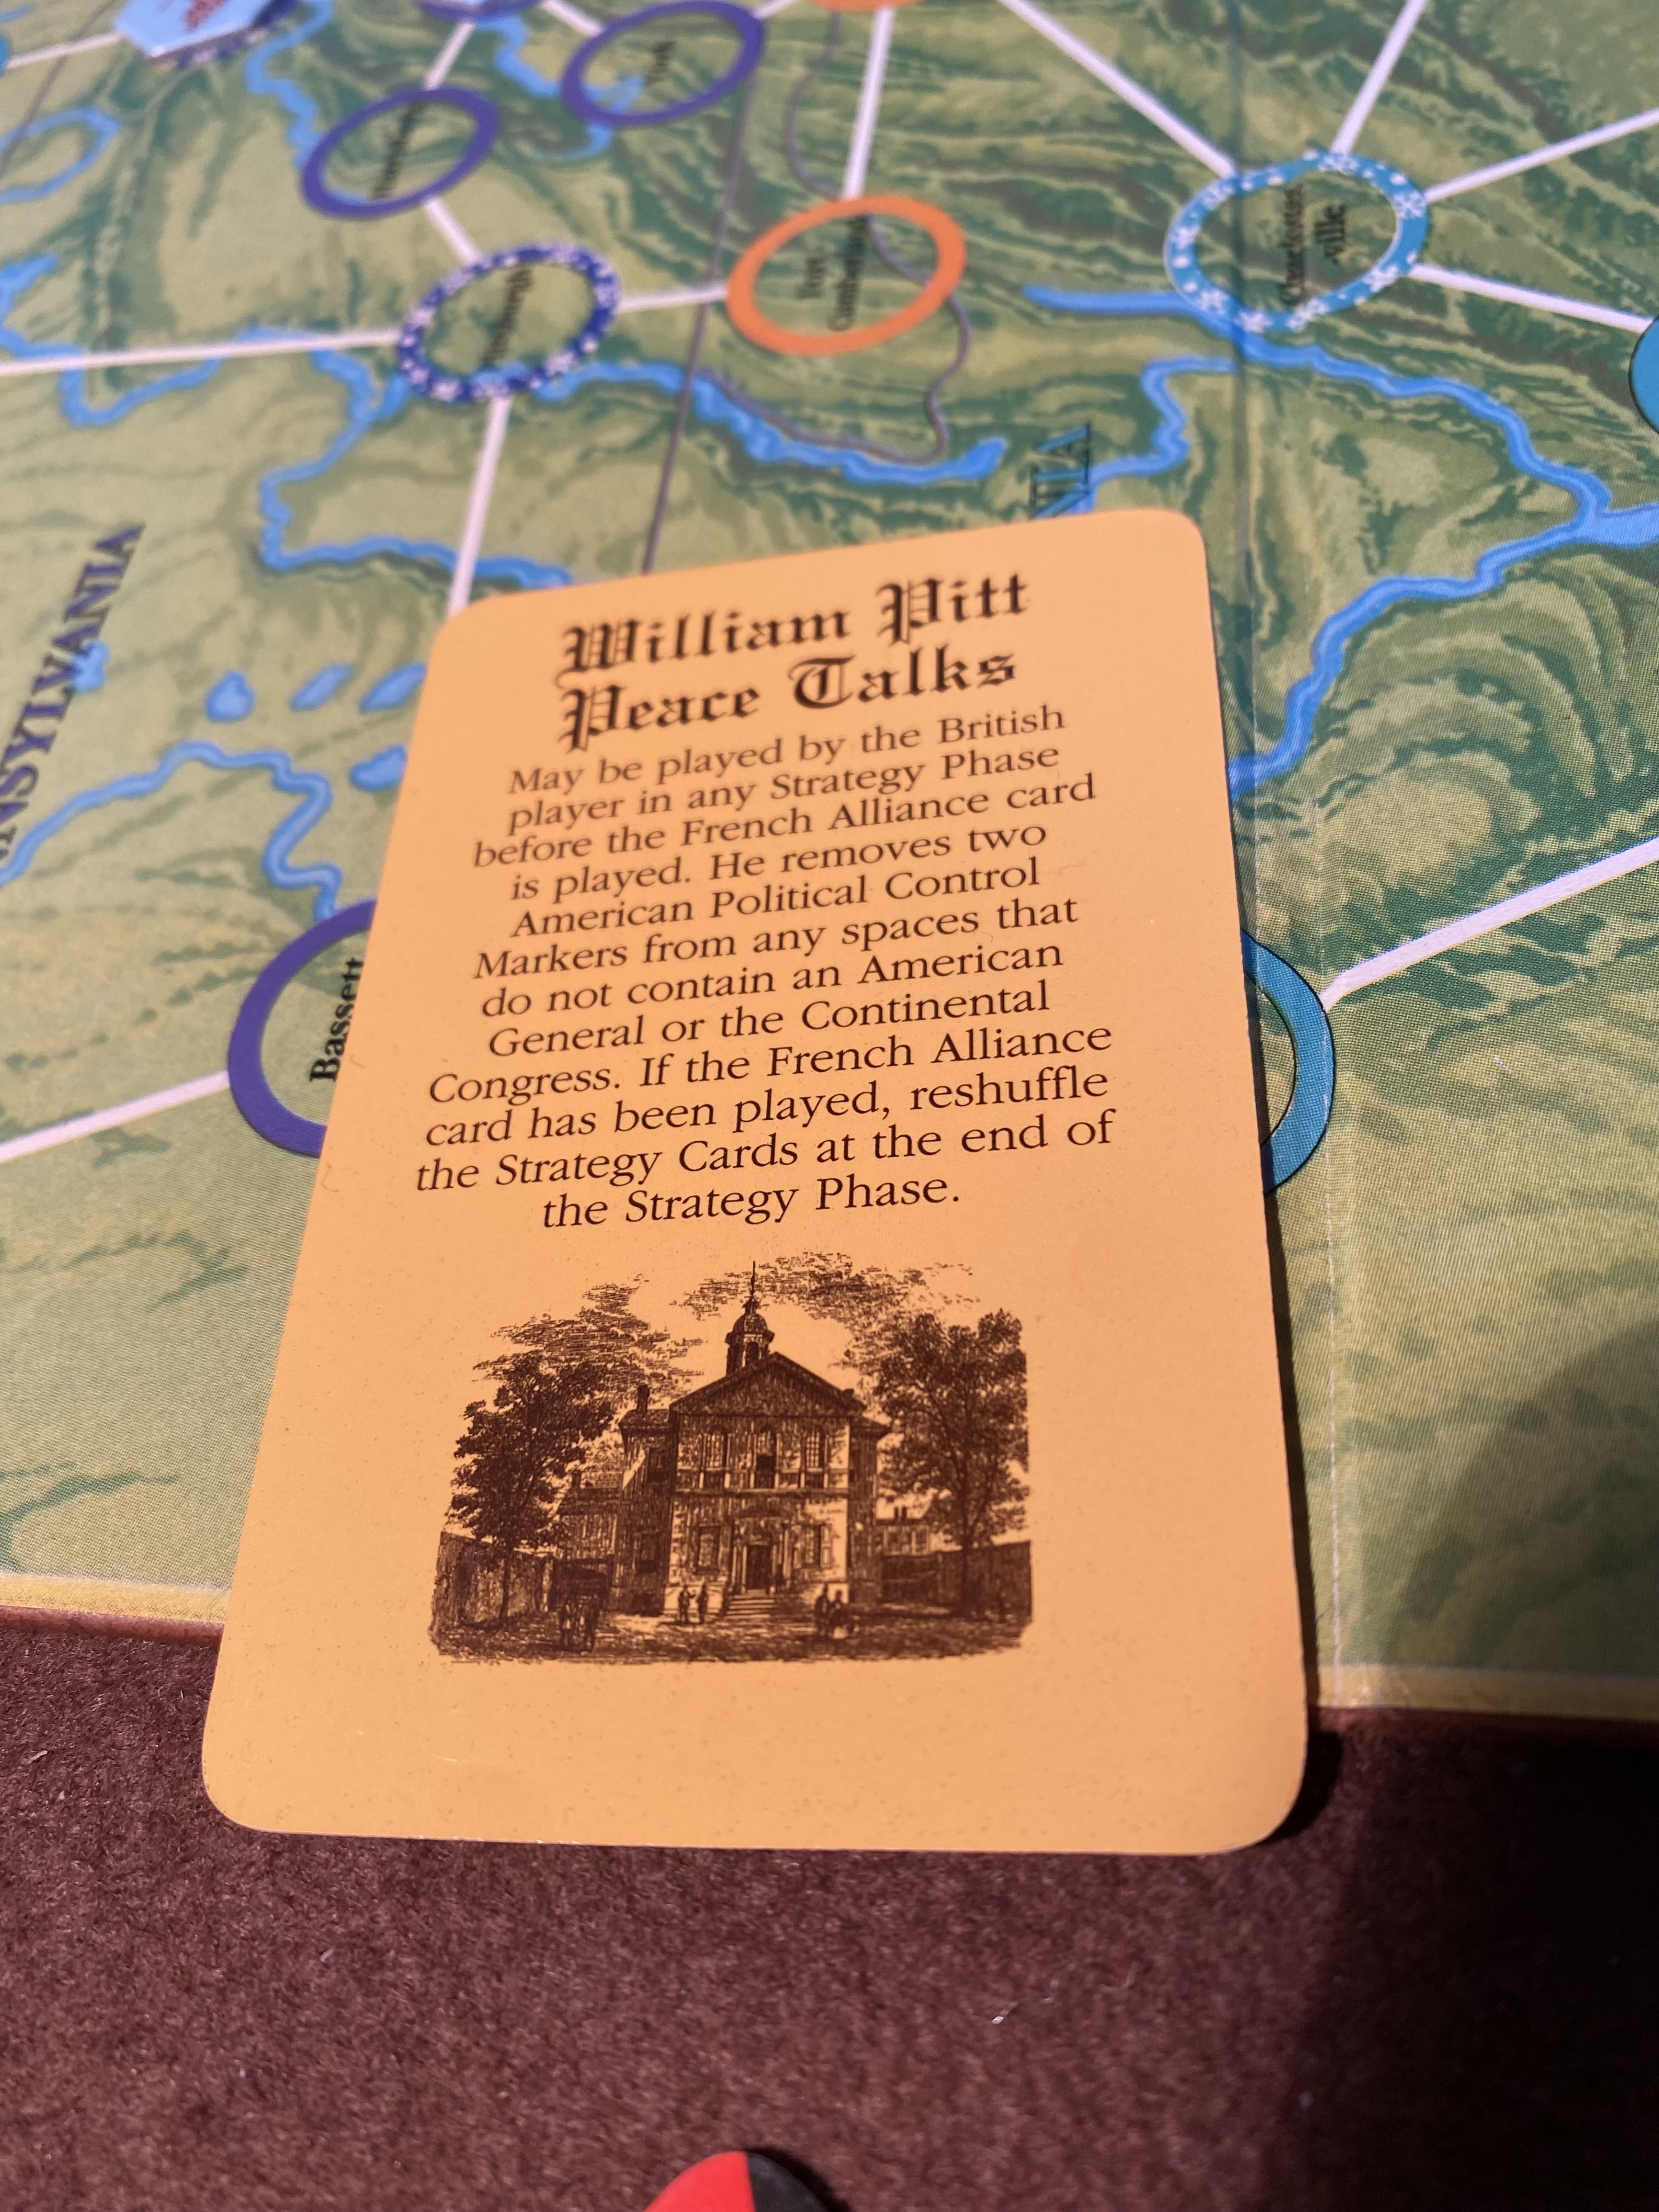 Fort
Charlottes
ville
NIA
NSYLVANIA
Bassett
William Pitt
Peace Talks
May be played by the British
player in any Strategy Phase
before the French Alliance card
is played. He removes two
American Political Control
Markers from any spaces that
do not contain an American
General or the Continental
Congress. If the French Alliance
card has been played, reshuffle
the Strategy Cards at the end of
the Strategy Phase.